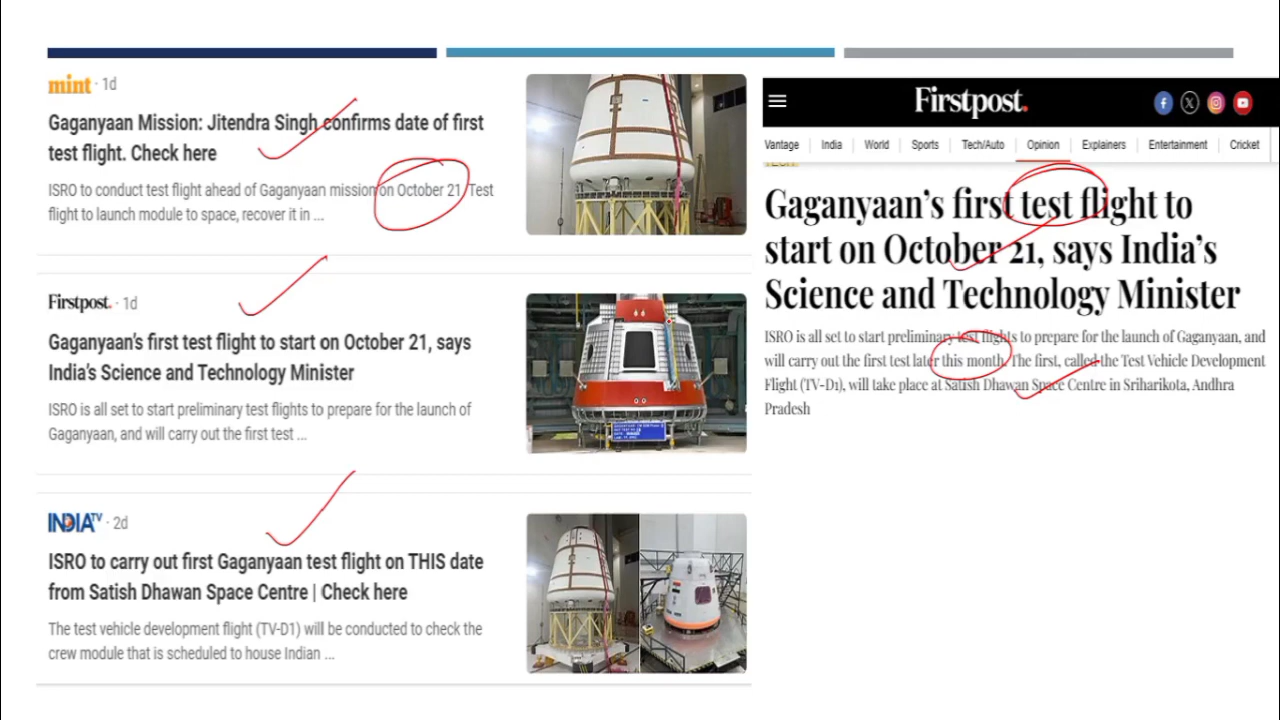 mint · 1d
Gaganyaan Mission: Jitendra Singh confirms date of first
test flight. Check here
ISRO to conduct test flight ahead of Gaganyaan mission on October 21. Test
flight to launch module to space, recover it in ...
Firstpost. · 1d
Gaganyaan's first test flight to start on October 21, says
India's Science and Technology Minister
ISRO is all set to start preliminary test flights to prepare for the launch of
Gaganyaan, and will carry out the first test ...
INDIA TV · 2d
ISRO to carry out first Gaganyaan test flight on THIS date
from Satish Dhawan Space Centre | Check here
The test vehicle development flight (TV-D1) will be conducted to check the
crew module that is scheduled to house Indian ...
Firstpost.
Vantage India World Sports Tech/Auto Opinion Explainers Entertainment Cricket
Gaganyaan's first test flight to
start on October 21, says India's
Science and Technology Minister
ISRO is all set to start preliminary test flights to prepare for the launch of Gaganyaan, and
will carry out the first test later this month. The first, called the Test Vehicle Development
Flight (TV-D1), will take place at Satish Dhawan Space Centre in Sriharikota, Andhra
Pradesh